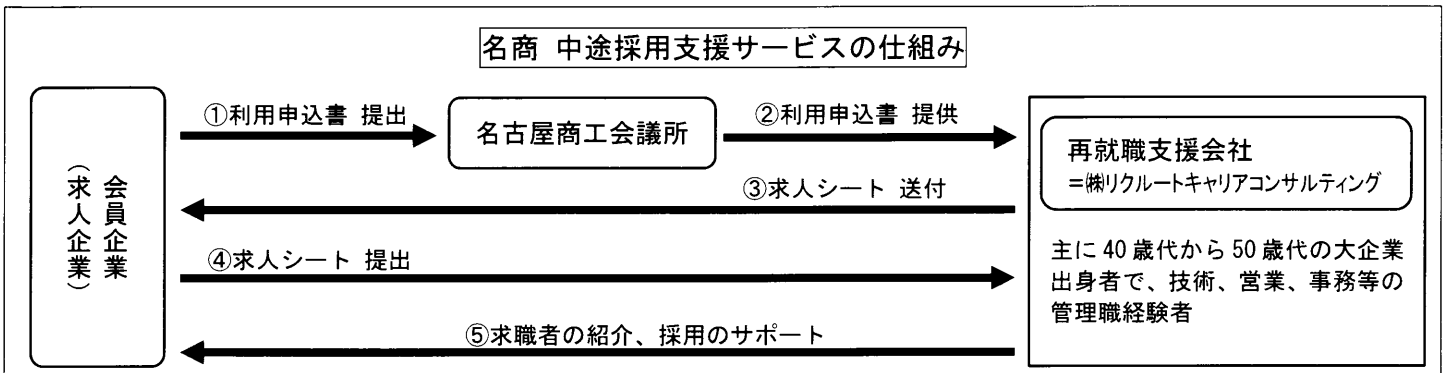 名商 中途採用支援サービスの仕組み
会員企業
（求人企業）
①利用申込書 提出
名古屋商工会議所
②利用申込書 提供
再就職支援会社
＝㈱リクルートキャリアコンサルティング
③求人シート 送付
④求人シート 提出
主に 40 歳代から 50 歳代の大企業
出身者で、技術、営業、事務等の
管理職経験者
⑤求職者の紹介、採用のサポート